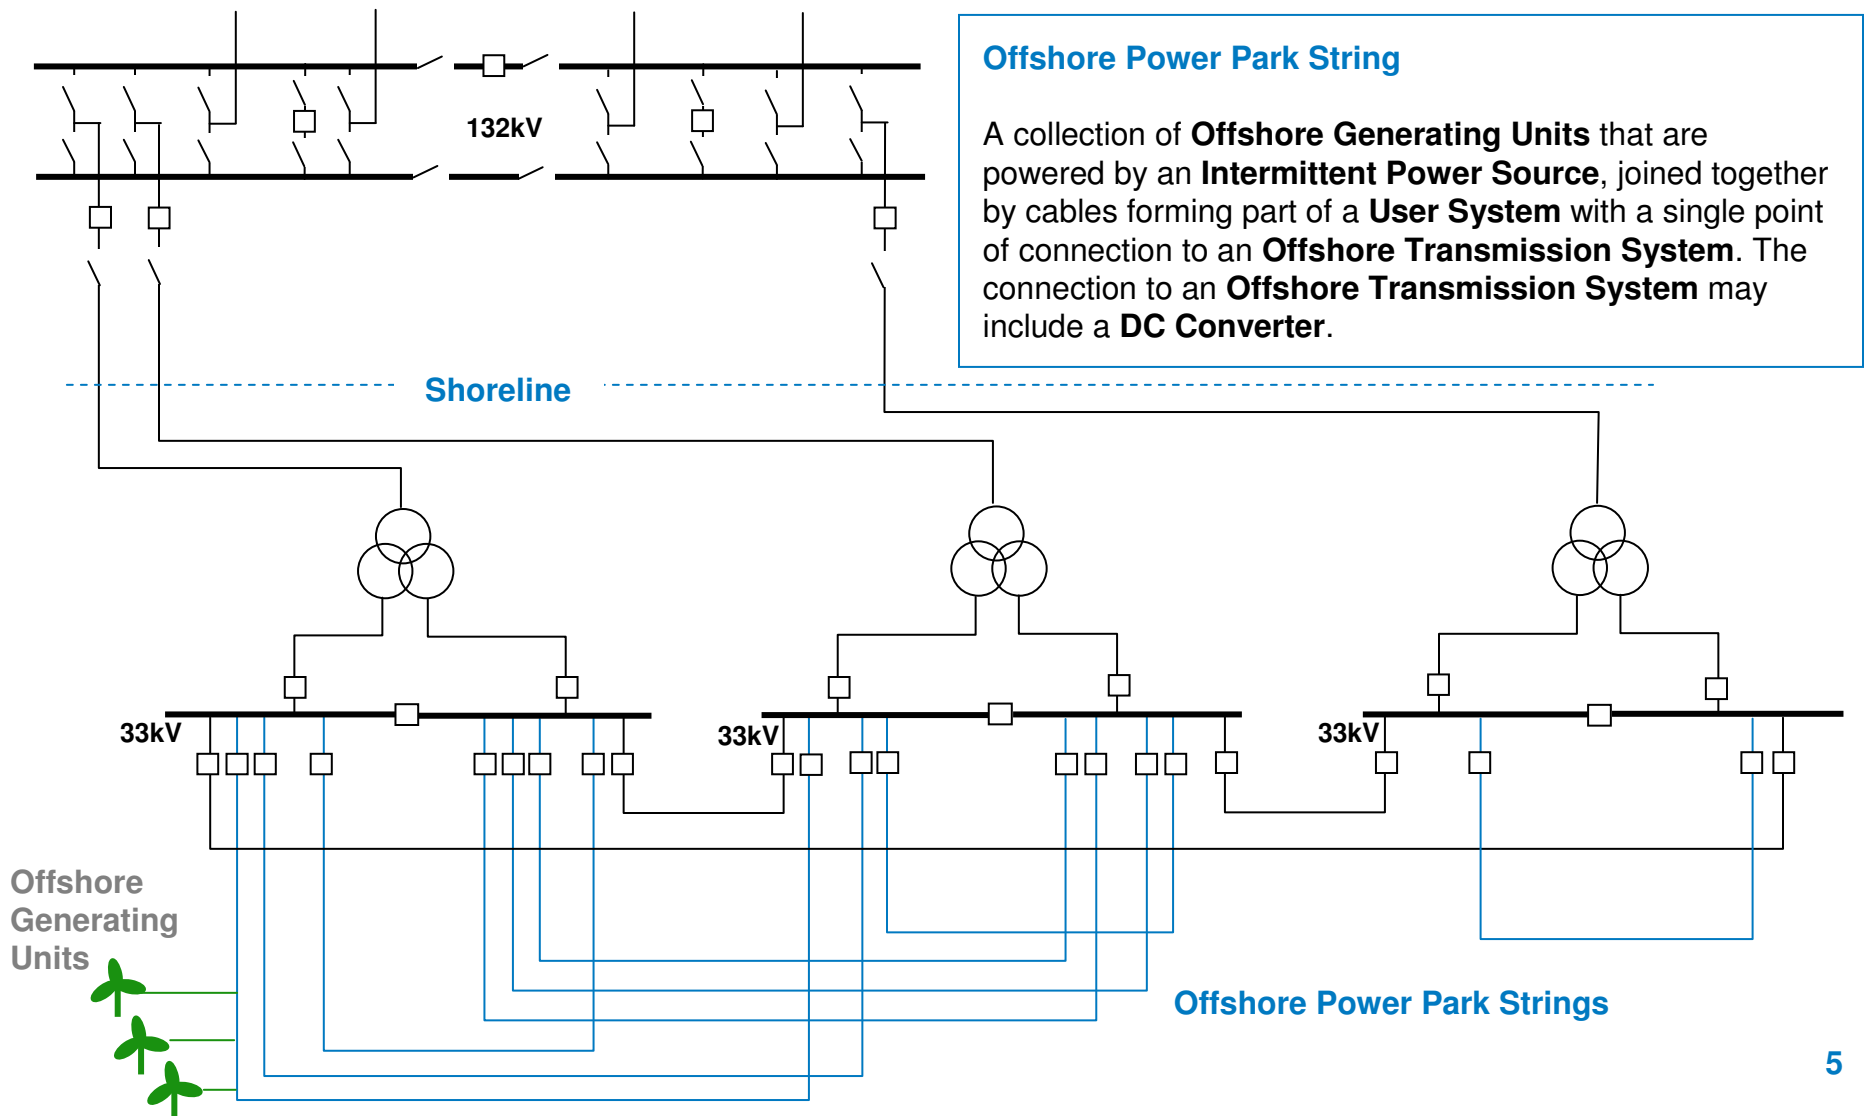 Offshore Power Park String
A collection of Offshore Generating Units that are
powered by an Intermittent Power Source, joined together
by cables forming part of a User System with a single point
of connection to an Offshore Transmission System. The
connection to an Offshore Transmission System may
include a DC Converter.
132kV
Shoreline
33kV
33kV
33kV
Offshore
Generating
Units
Offshore Power Park Strings
5